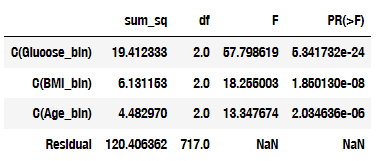 sum_sq df F PR(>F)
C(Glucose_bin) 19.412333 2.0 57.798619 5.341732e-24
C(BMI_bin) 6.131153 2.0 18.255003 1.850130e-08
C(Age_bin) 4.482970 2.0 13.347674 2.034636e-06
Residual 120.406362 717.0 NaN NaN